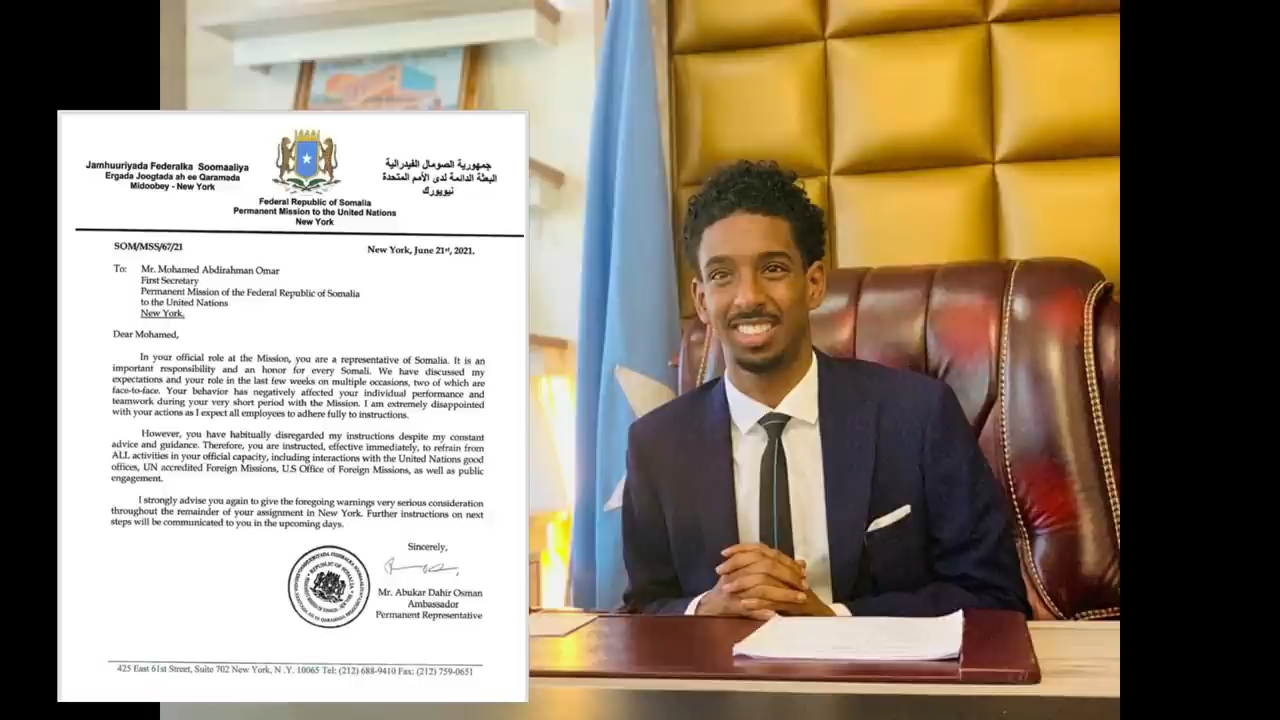 Jamhuuriyada Federalka Soomaaliya
Ergada Joogtada ah ee Qaramada
Midoobey - New York
جمهورية الصومال الفيدرالية
البعثة الدائمة لدى الأمم المتحدة
نيويورك
Federal Republic of Somalia
Permanent Mission to the United Nations
New York
SOM/MSS/67/21
New York, June 21st, 2021.
To: Mr. Mohamed Abdirahman Omar
First Secretary
Permanent Mission of the Federal Republic of Somalia
to the United Nations
New York.
Dear Mohamed,
In your official role at the Mission, you are a representative of Somalia. It is an
important responsibility and an honor for every Somali. We have discussed my
expectations and your role in the last few weeks on multiple occasions, two of which are
face-to-face. Your behavior has negatively affected your individual performance and
teamwork during your very short period with the Mission. I am extremely disappointed
with your actions as I expect all employees to adhere fully to instructions.
However, you have habitually disregarded my instructions despite my constant
advice and guidance. Therefore, you are instructed, effective immediately, to refrain from
ALL activities in your official capacity, including interactions with the United Nations good
offices, UN accredited Foreign Missions, U.S Office of Foreign Missions, as well as public
engagement.
I strongly advise you again to give the foregoing warnings very serious consideration
throughout the remainder of your assignment in New York. Further instructions on next
steps will be communicated to you in the upcoming days.
Sincerely,
Mr. Abukar Dahir Osman
Ambassador
Permanent Representative
425 East 61st Street, Suite 702 New York, N .Y. 10065 Tel: (212) 688-9410 Fax: (212) 759-0651